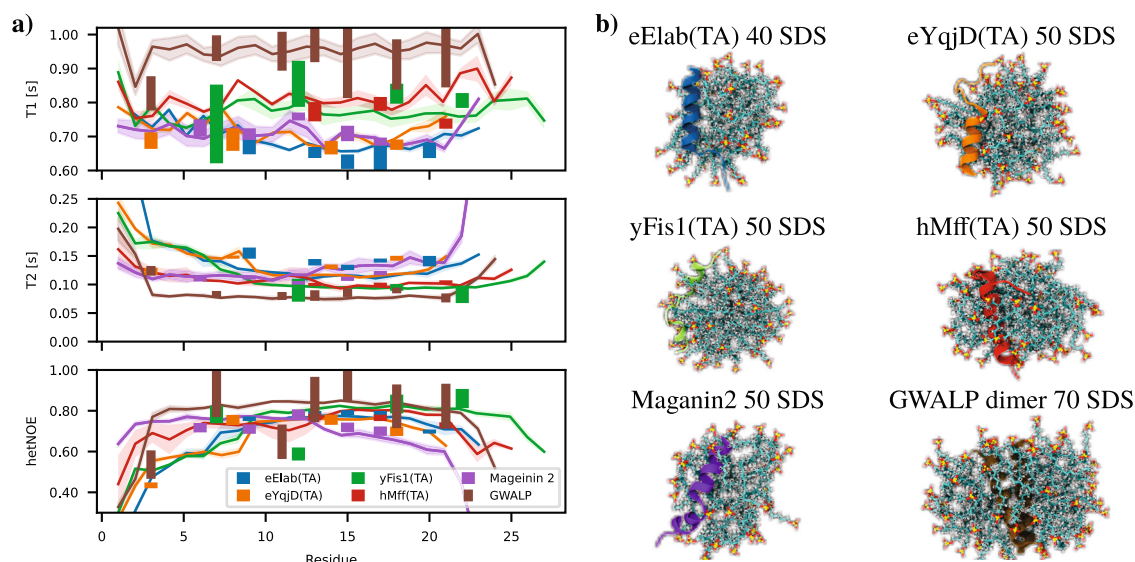 a)
T1 [s]
1.00
0.90
0.80
0.70
0.60
T2 [s]
0.25
0.20
0.15
0.10
0.05
0.00
hetNOE
0.80
0.60
0.40
eElab(TA) yFis1(TA) Mageinin 2
eYqjD(TA) hMff(TA) GWALP
0 5 10 15 20 25
Residue
b)
eElab(TA) 40 SDS eYqjD(TA) 50 SDS
yFis1(TA) 50 SDS hMff(TA) 50 SDS
Maganin2 50 SDS GWALP dimer 70 SDS